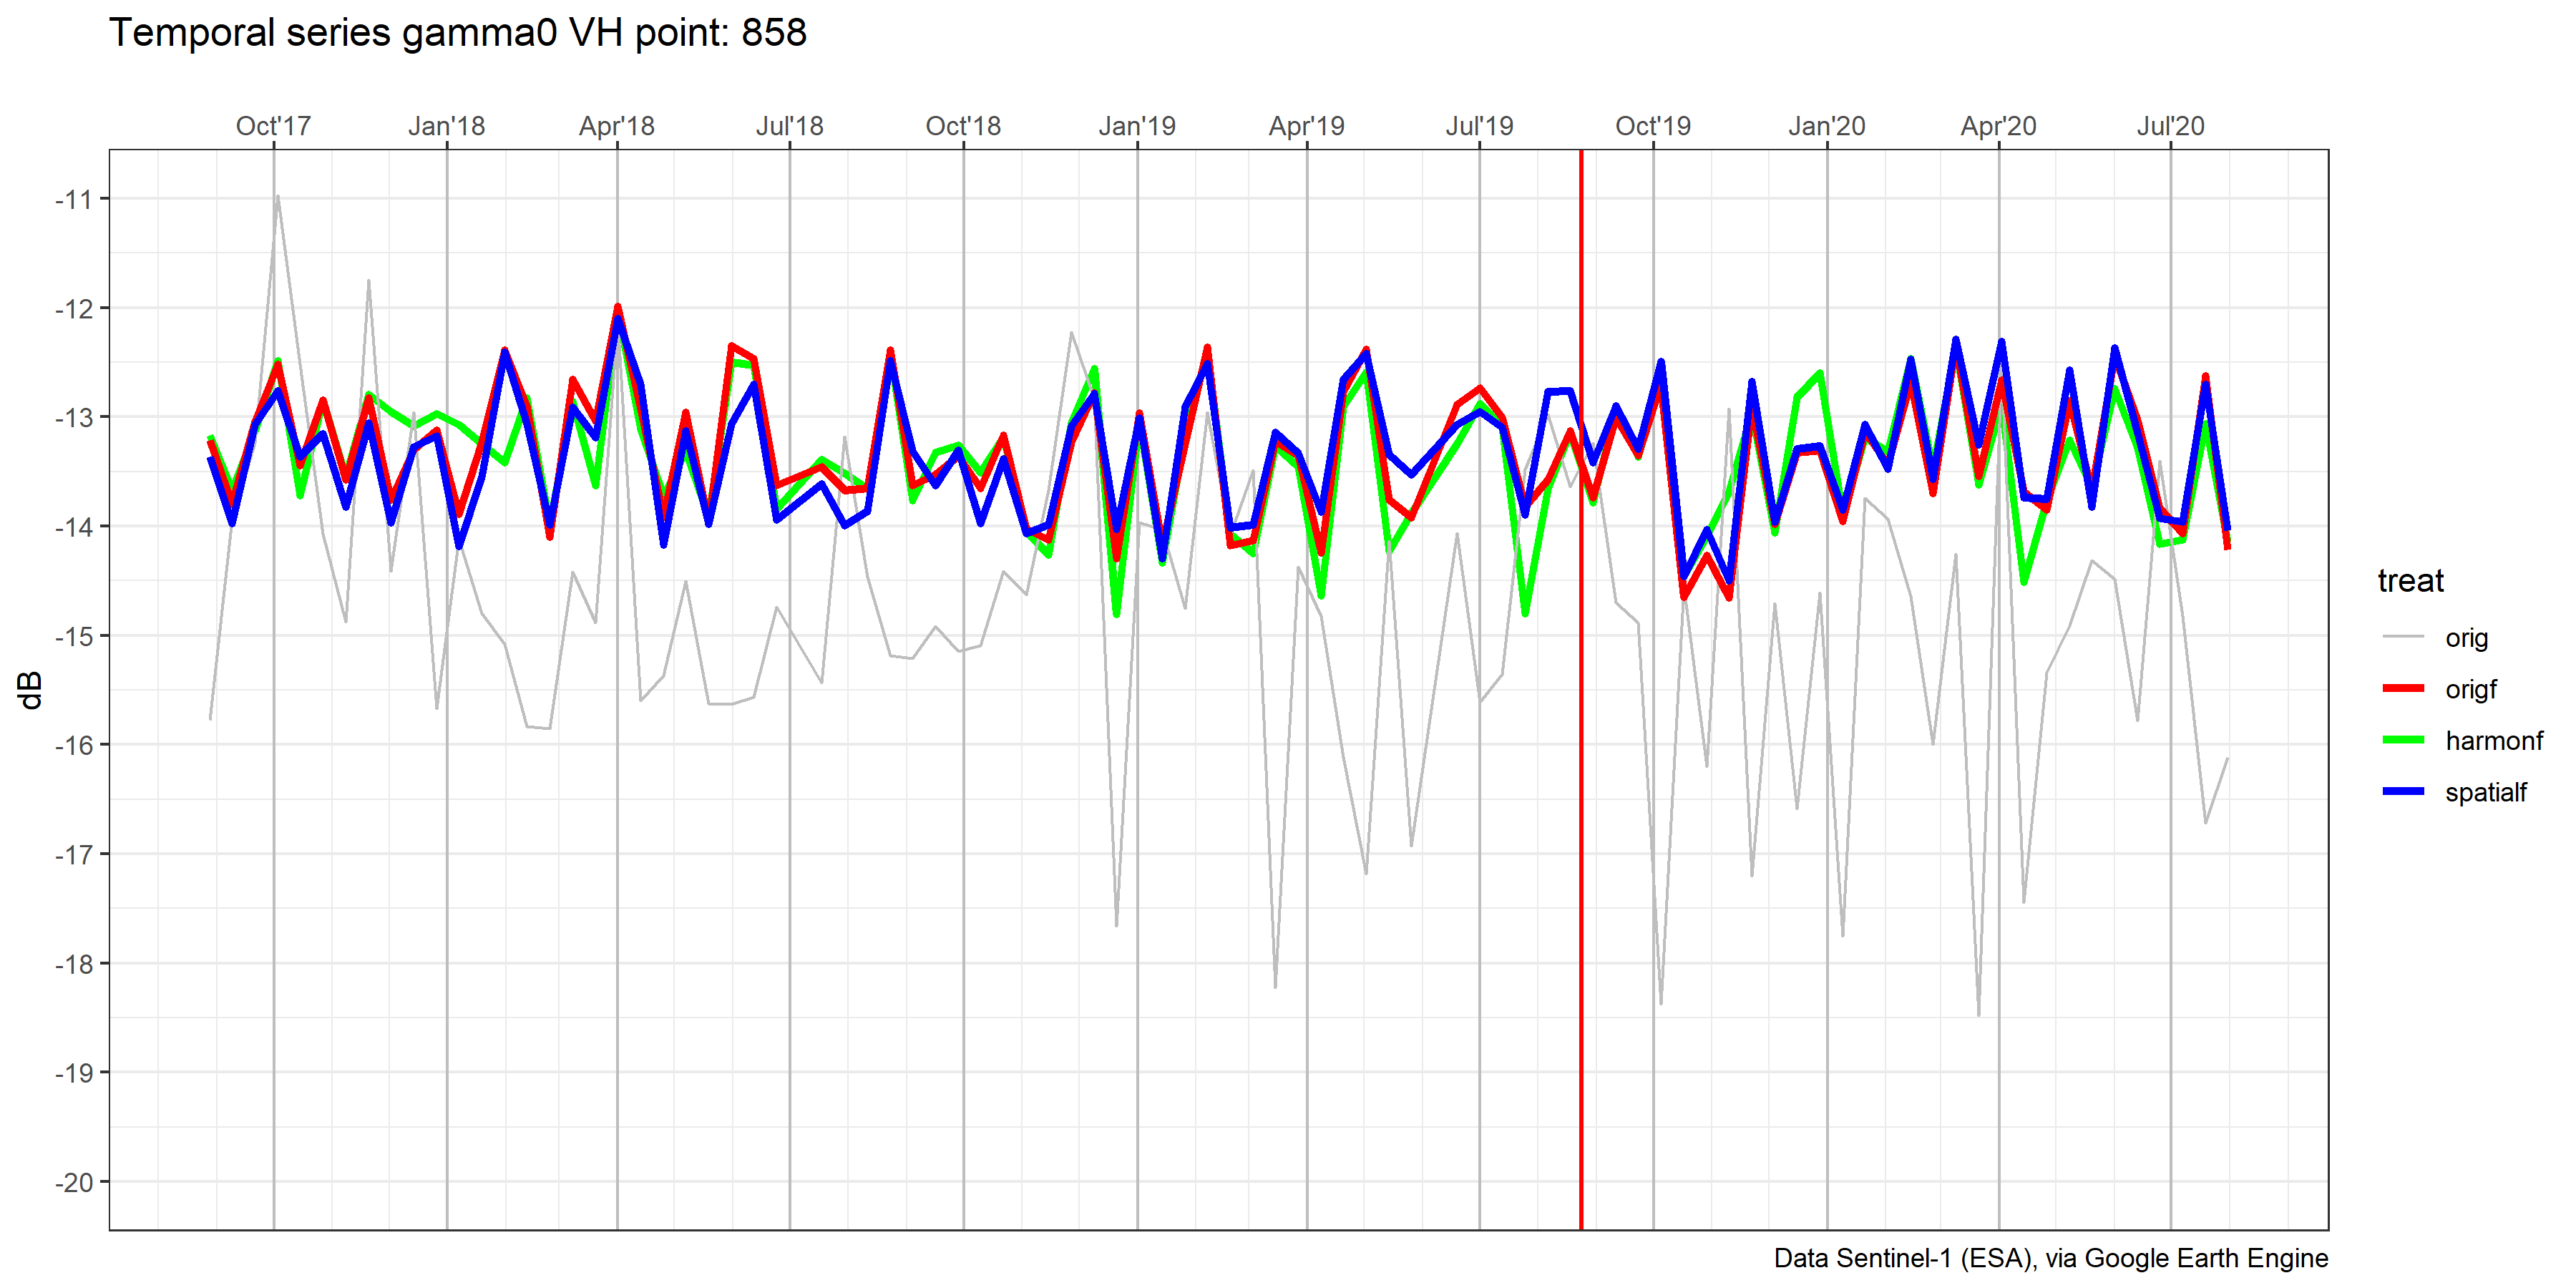 Temporal series gamma0 VH point: 858
Oct'17 Jan'18 Apr'18 Jul'18 Oct'18 Jan'19 Apr'19 Jul'19 Oct'19 Jan'20 Apr'20 Jul'20
-11
-12
-13
-14
-15
-16
-17
-18
-19
-20
dB
treat
orig
origf
harmonf
spatialf
Data Sentinel-1 (ESA), via Google Earth Engine